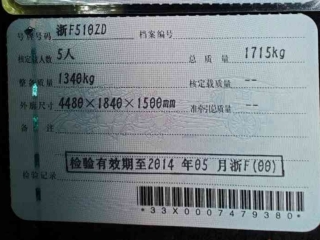 号牌号码 浙F510ZD 档案编号
核定载人数 5人 总质量 1715kg
整备质量 1340kg 核定载质量 --
外廓尺寸 4480×1840×1500mm 准牵引总质量 --
备注
检验有效期至2014年05月浙F(00)
检验记录
*33X0007479380*